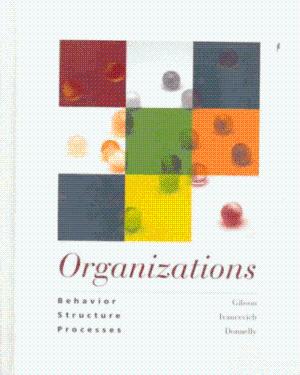 Organizations
Behavior
Structure
Processes
Gibson
Ivancevich
Donnelly